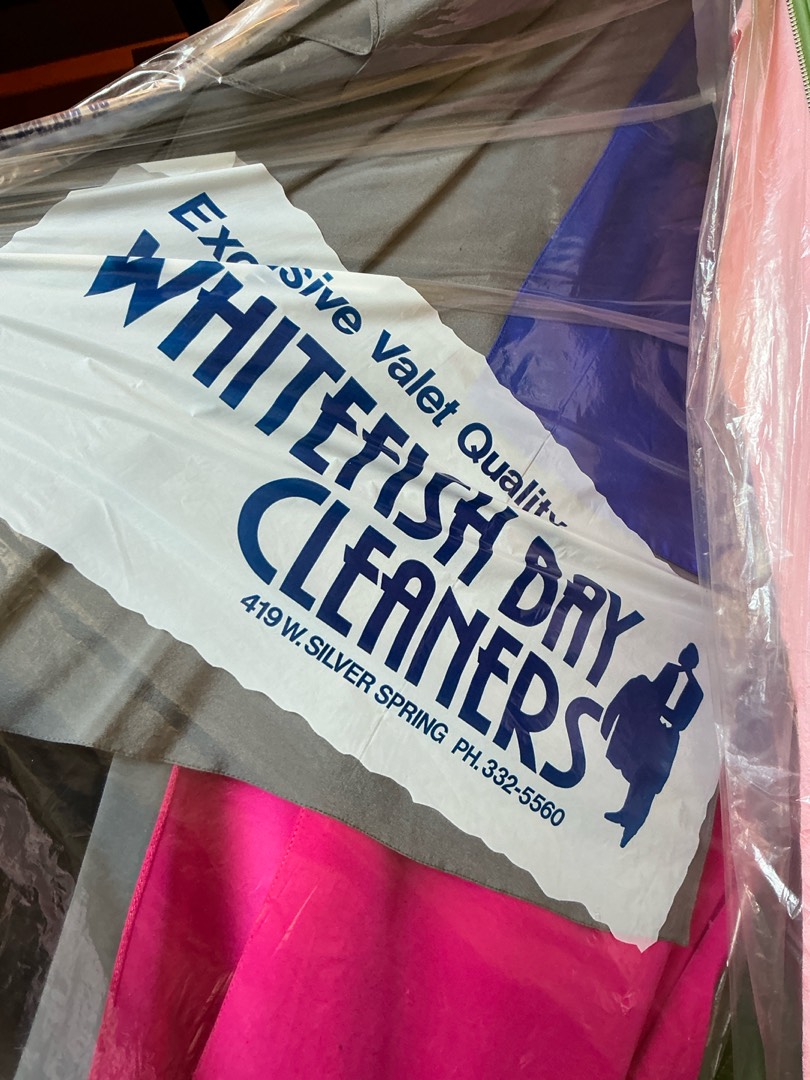 Exclusive Valet Quality
WHITEFISH BAY
CLEANERS
419 W. SILVER SPRING PH. 332-5560